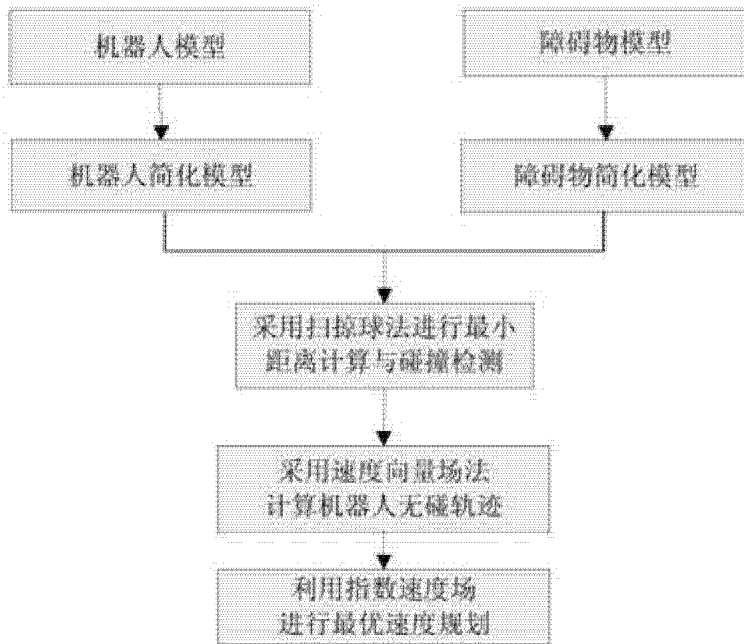 机器人模型
障碍物模型
机器人简化模型
障碍物简化模型
采用扫掠球法进行最小
距离计算与碰撞检测
采用速度向量场法
计算机器人无碰轨迹
利用指数速度场
进行最优速度规划